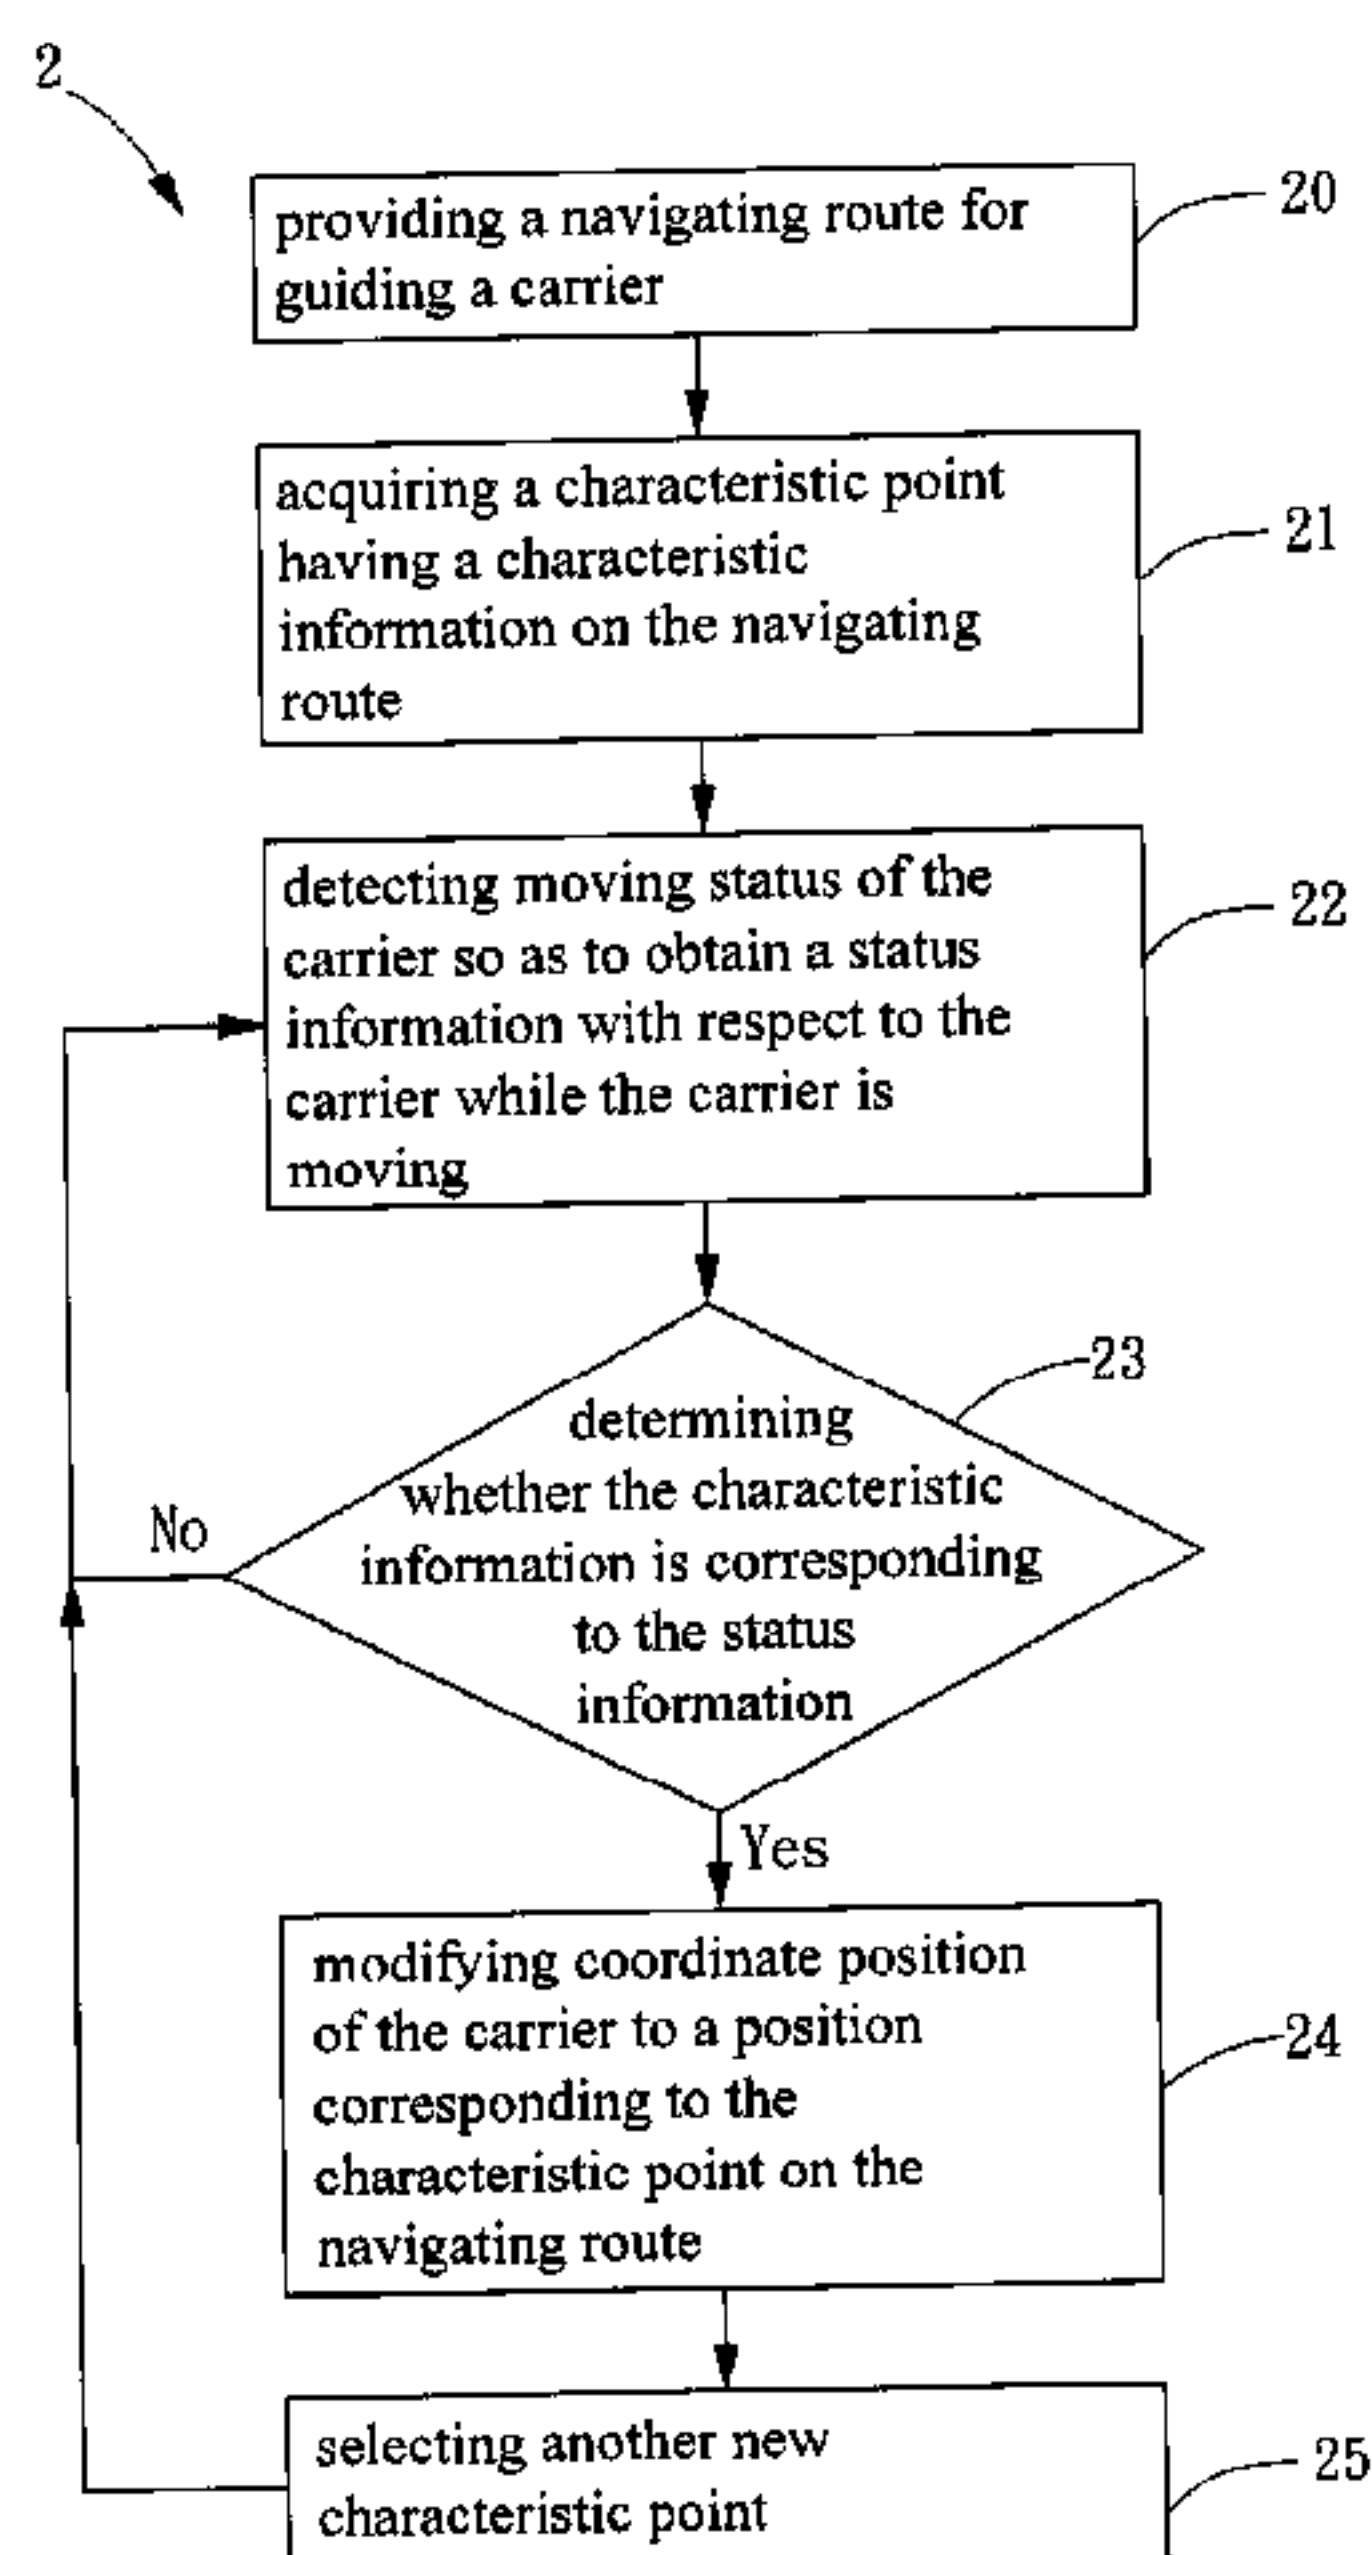 2
providing a navigating route for
guiding a carrier
20
acquiring a characteristic point
having a characteristic
information on the navigating
route
21
detecting moving status of the
carrier so as to obtain a status
information with respect to the
carrier while the carrier is
moving
22
determining
whether the characteristic
information is corresponding
to the status
information
23
No
Yes
modifying coordinate position
of the carrier to a position
corresponding to the
characteristic point on the
navigating route
24
selecting another new
characteristic point
25